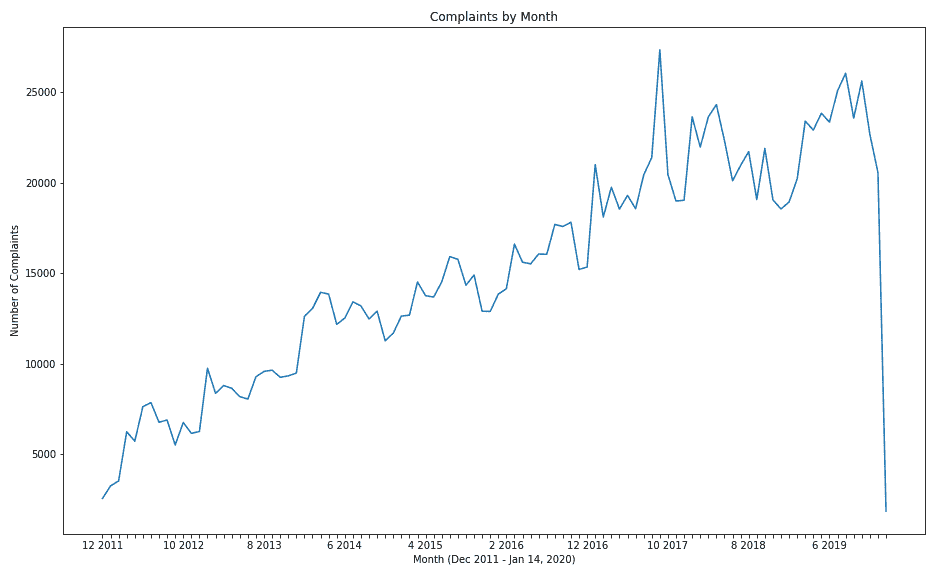 Complaints by Month
Number of Complaints
25000
20000
15000
10000
5000
12 2011 10 2012 8 2013 6 2014 4 2015 2 2016 12 2016 10 2017 8 2018 6 2019
Month (Dec 2011 - Jan 14, 2020)